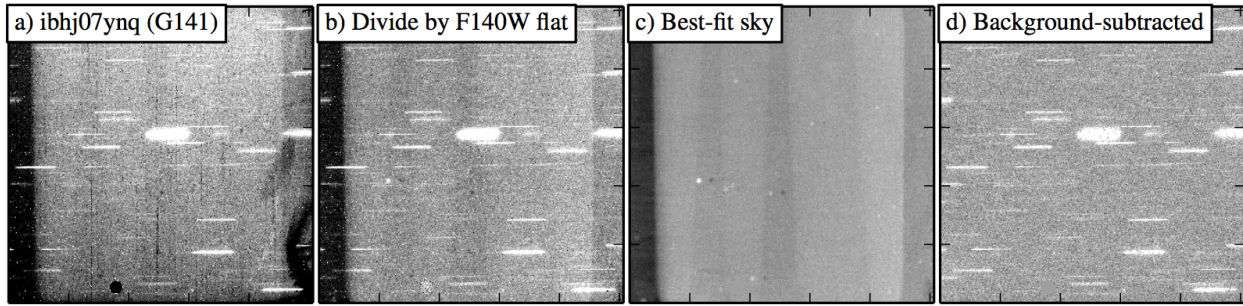 a) ibhj07ynq (G141)
b) Divide by F140W flat
c) Best-fit sky
d) Background-subtracted